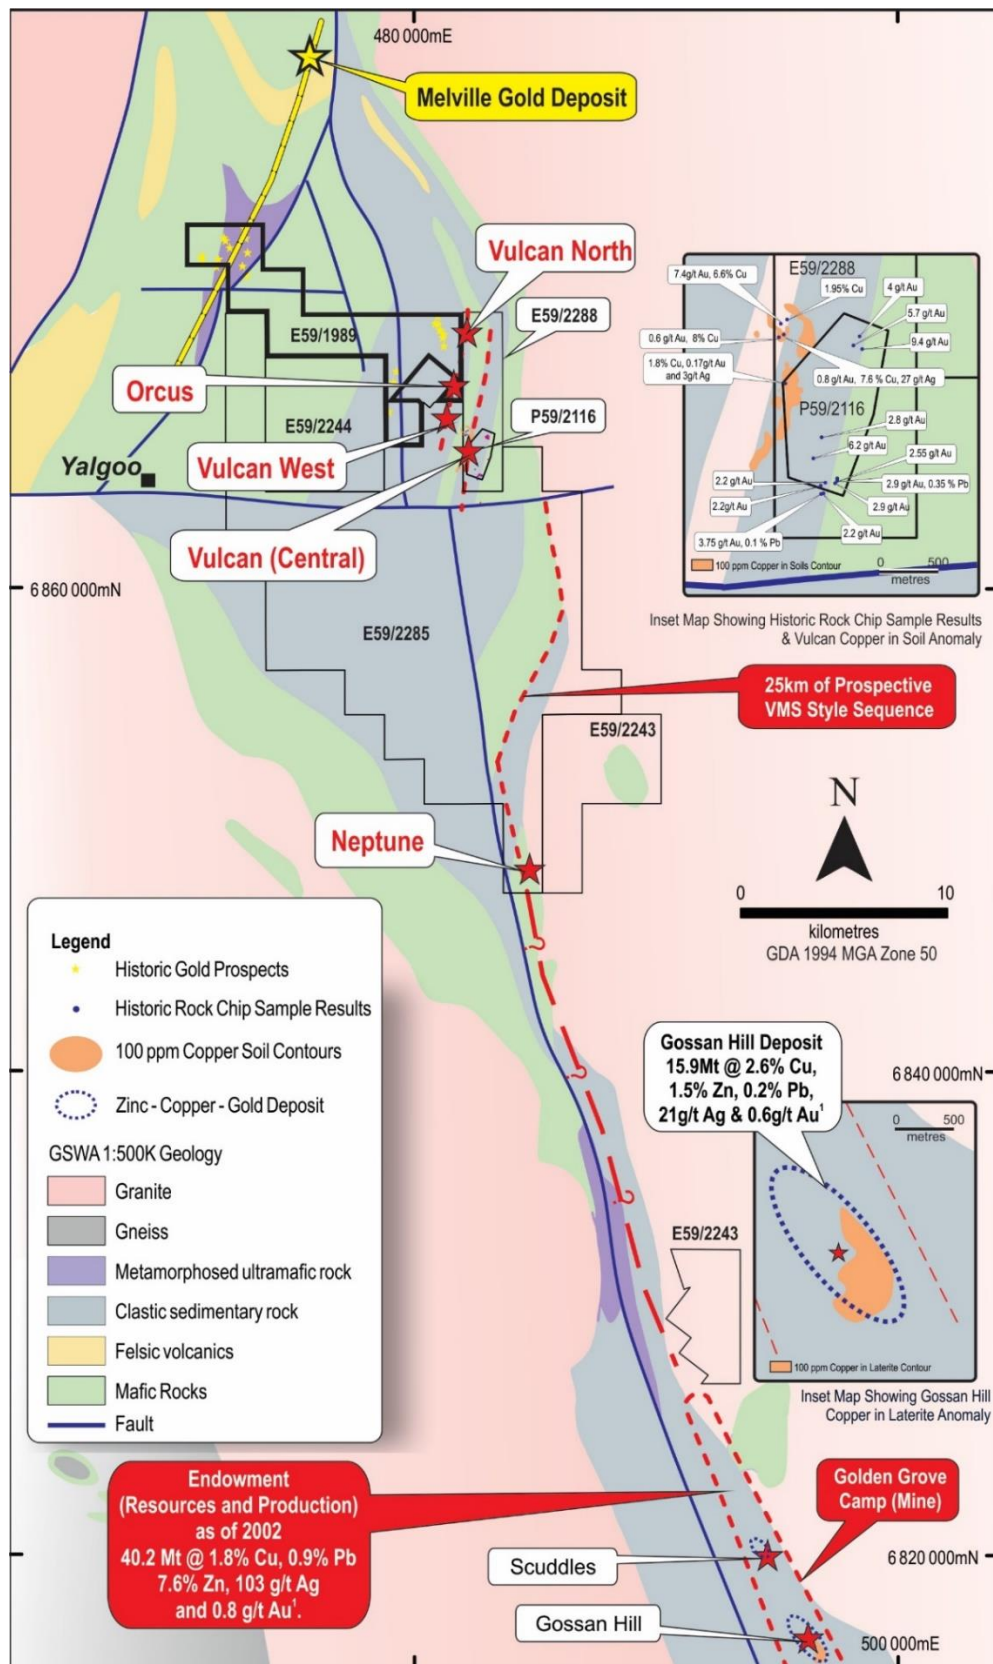 480 000mE
Melville Gold Deposit
Vulcan North
E59/2288
E59/1989
Orcus
E59/2244
P59/2116
Vulcan West
Yalgoo
Vulcan (Central)
6 860 000mN
E59/2285
E59/2288
7.4g/t Au, 6.6% Cu
1.95% Cu
4 g/t Au
5.7 g/t Au
0.6 g/t Au, 8% Cu
9.4 g/t Au
1.8% Cu, 0.17g/t Au
and 3g/t Ag
0.8 g/t Au, 7.6 % Cu, 27 g/t Ag
P59/2116
2.8 g/t Au
6.2 g/t Au
2.55 g/t Au
2.2 g/t Au
2.9 g/t Au, 0.35 % Pb
2.2g/t Au
2.9 g/t Au
3.75 g/t Au, 0.1 % Pb
2.2 g/t Au
0 500
metres
100 ppm Copper in Soils Contour
Inset Map Showing Historic Rock Chip Sample Results
& Vulcan Copper in Soil Anomaly
25km of Prospective
VMS Style Sequence
E59/2243
N
Neptune
0 10
kilometres
GDA 1994 MGA Zone 50
?
?
?
Legend
Historic Gold Prospects
Historic Rock Chip Sample Results
100 ppm Copper Soil Contours
Zinc - Copper - Gold Deposit
GSWA 1:500K Geology
Granite
Gneiss
Metamorphosed ultramafic rock
Clastic sedimentary rock
Felsic volcanics
Mafic Rocks
Fault
Gossan Hill Deposit
15.9Mt @ 2.6% Cu,
1.5% Zn, 0.2% Pb,
21g/t Ag & 0.6g/t Au¹
6 840 000mN
0 500
metres
E59/2243
100 ppm Copper in Laterite Contour
Inset Map Showing Gossan Hill
Copper in Laterite Anomaly
Endowment
(Resources and Production)
as of 2002
40.2 Mt @ 1.8% Cu, 0.9% Pb
7.6% Zn, 103 g/t Ag
and 0.8 g/t Au¹.
Golden Grove
Camp (Mine)
Scuddles
6 820 000mN
Gossan Hill
500 000mE